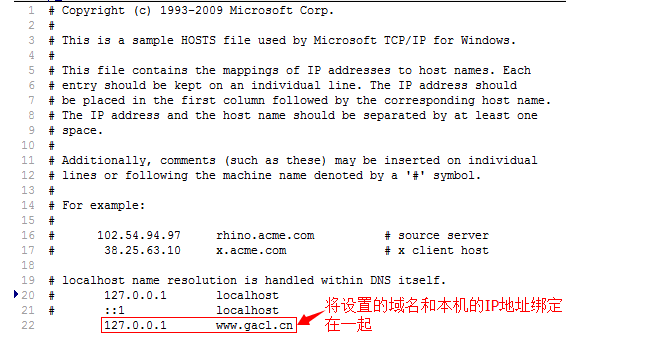 1 # Copyright (c) 1993-2009 Microsoft Corp.
2 #
3 # This is a sample HOSTS file used by Microsoft TCP/IP for Windows.
4 #
5 # This file contains the mappings of IP addresses to host names. Each
6 # entry should be kept on an individual line. The IP address should
7 # be placed in the first column followed by the corresponding host name.
8 # The IP address and the host name should be separated by at least one
9 # space.
10 #
11 # Additionally, comments (such as these) may be inserted on individual
12 # lines or following the machine name denoted by a '#' symbol.
13 #
14 # For example:
15 #
16 # 102.54.94.97 rhino.acme.com # source server
17 # 38.25.63.10 x.acme.com # x client host
18
19 # localhost name resolution is handled within DNS itself.
20 # 127.0.0.1 localhost
21 # ::1 localhost
22 127.0.0.1 www.gacl.cn
将设置的域名和本机的IP地址绑定
在一起